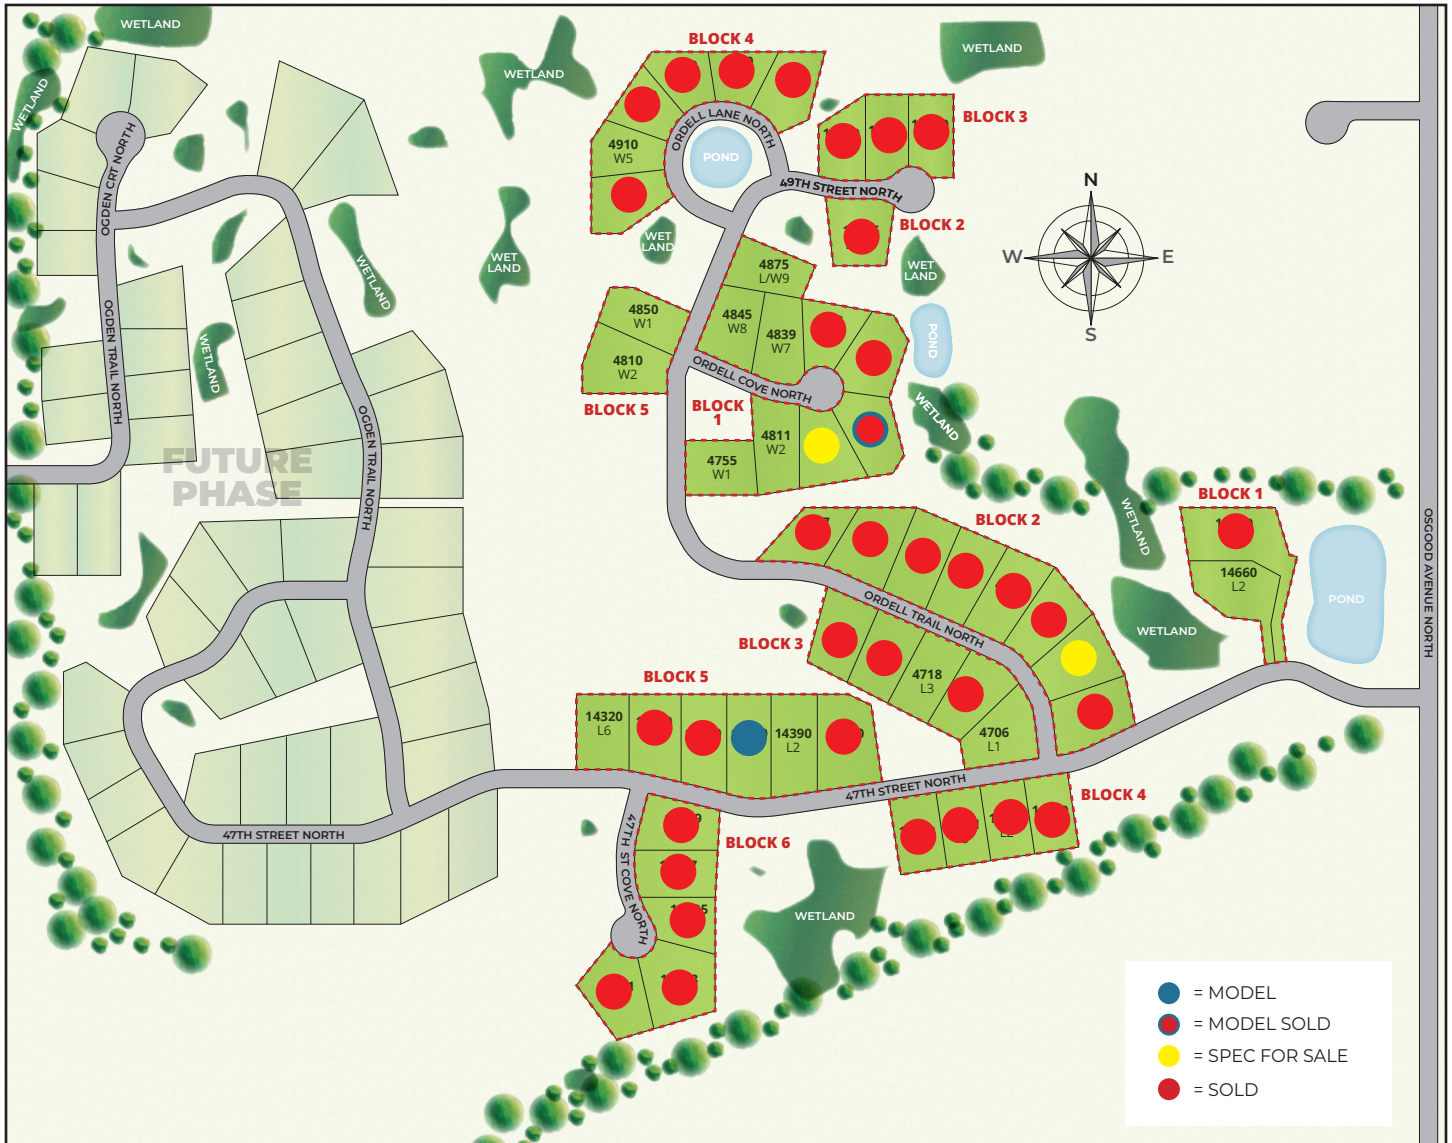 WETLAND
WETLAND
WETLAND
WETLAND
BLOCK 4
ORDELL LANE NORTH
POND
4910
W5
BLOCK 3
49TH STREET NORTH
BLOCK 2
WET
LAND
WET
LAND
WET
LAND
N
W
E
S
OGDEN CRT NORTH
WETLAND
OGDEN TRAIL NORTH
WETLAND
4875
L/W9
4850
W1
4845
W8
4839
W7
4810
W2
POND
ORDELL COVE NORTH
BLOCK 5
BLOCK
1
WETLAND
4811
W2
4755
W1
FUTURE
PHASE
OGDEN TRAIL NORTH
WETLAND
BLOCK 1
14660
L2
POND
OSGOOD AVENUE NORTH
BLOCK 2
ORDELL TRAIL NORTH
WETLAND
BLOCK 3
4718
L3
4706
L1
BLOCK 5
14320
L6
14390
L2
47TH STREET NORTH
BLOCK 4
47TH STREET NORTH
47TH ST COVE NORTH
BLOCK 6
WETLAND
= MODEL
= MODEL SOLD
= SPEC FOR SALE
= SOLD